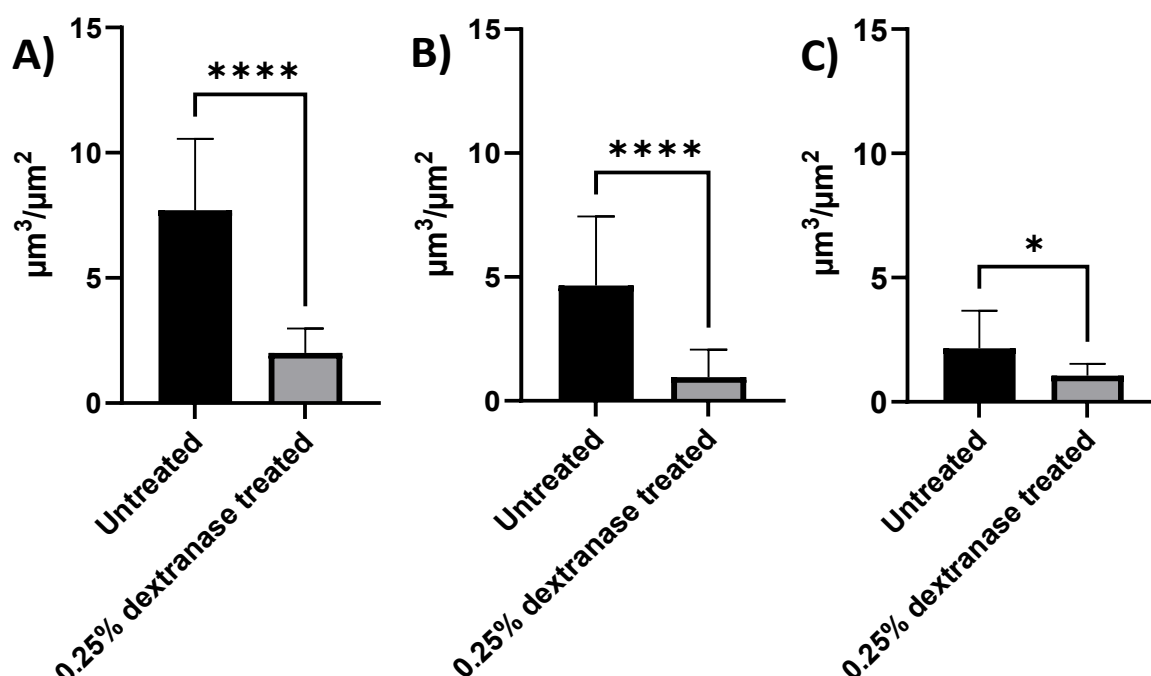 A)
15
10
5
0
µm³/µm²
****
Untreated
0.25% dextranase treated
B)
15
10
5
0
µm³/µm²
****
Untreated
0.25% dextranase treated
C)
15
10
5
0
µm³/µm²
*
Untreated
0.25% dextranase treated